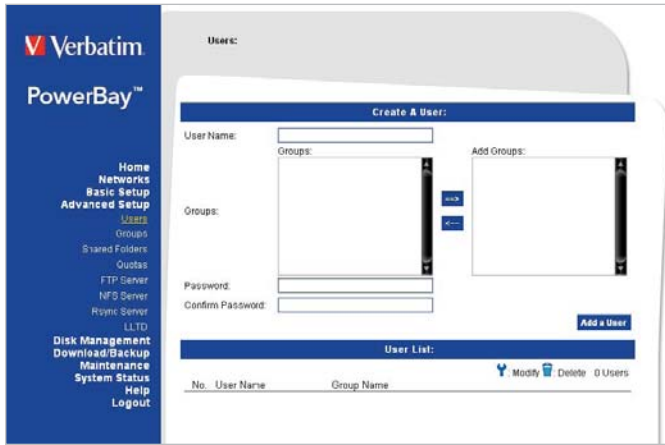 Verbatim.
PowerBay™
Home
Networks
Basic Setup
Advanced Setup
Users
Groups
Shared Folders
Quotas
FTP Server
NFS Server
Rsync Server
LLTD
Disk Management
Download/Backup
Maintenance
System Status
Help
Logout
Users:
Create A User:
User Name:
Groups: Add Groups:
Groups:
==>
<--
Password:
Confirm Password:
Add a User
User List:
: Modify : Delete 0 Users
No. User Name Group Name